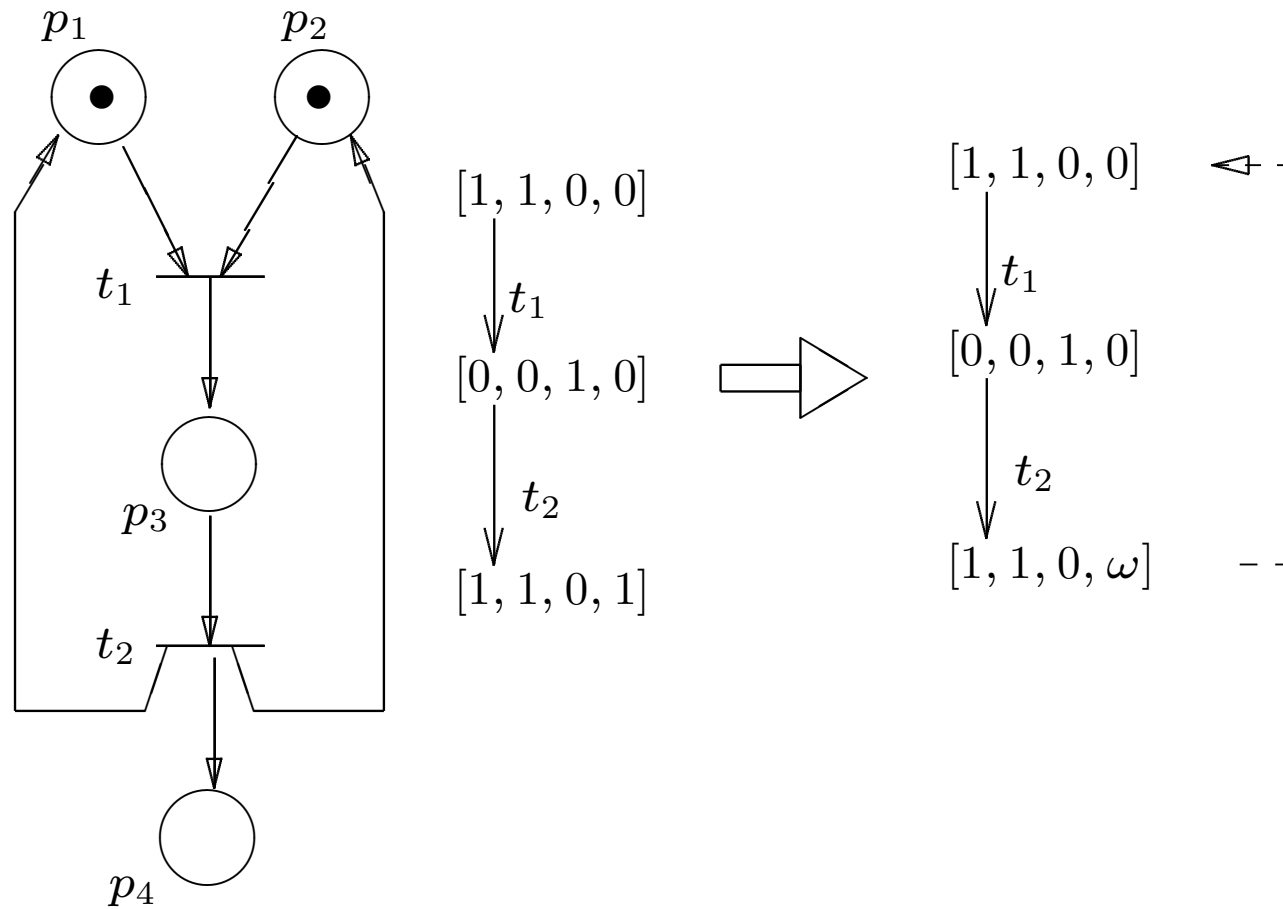 p₁
p₂
t₁
p₃
t₂
p₄
[1, 1, 0, 0]
t₁
[0, 0, 1, 0]
t₂
[1, 1, 0, 1]
[1, 1, 0, 0]
t₁
[0, 0, 1, 0]
t₂
[1, 1, 0, ω]